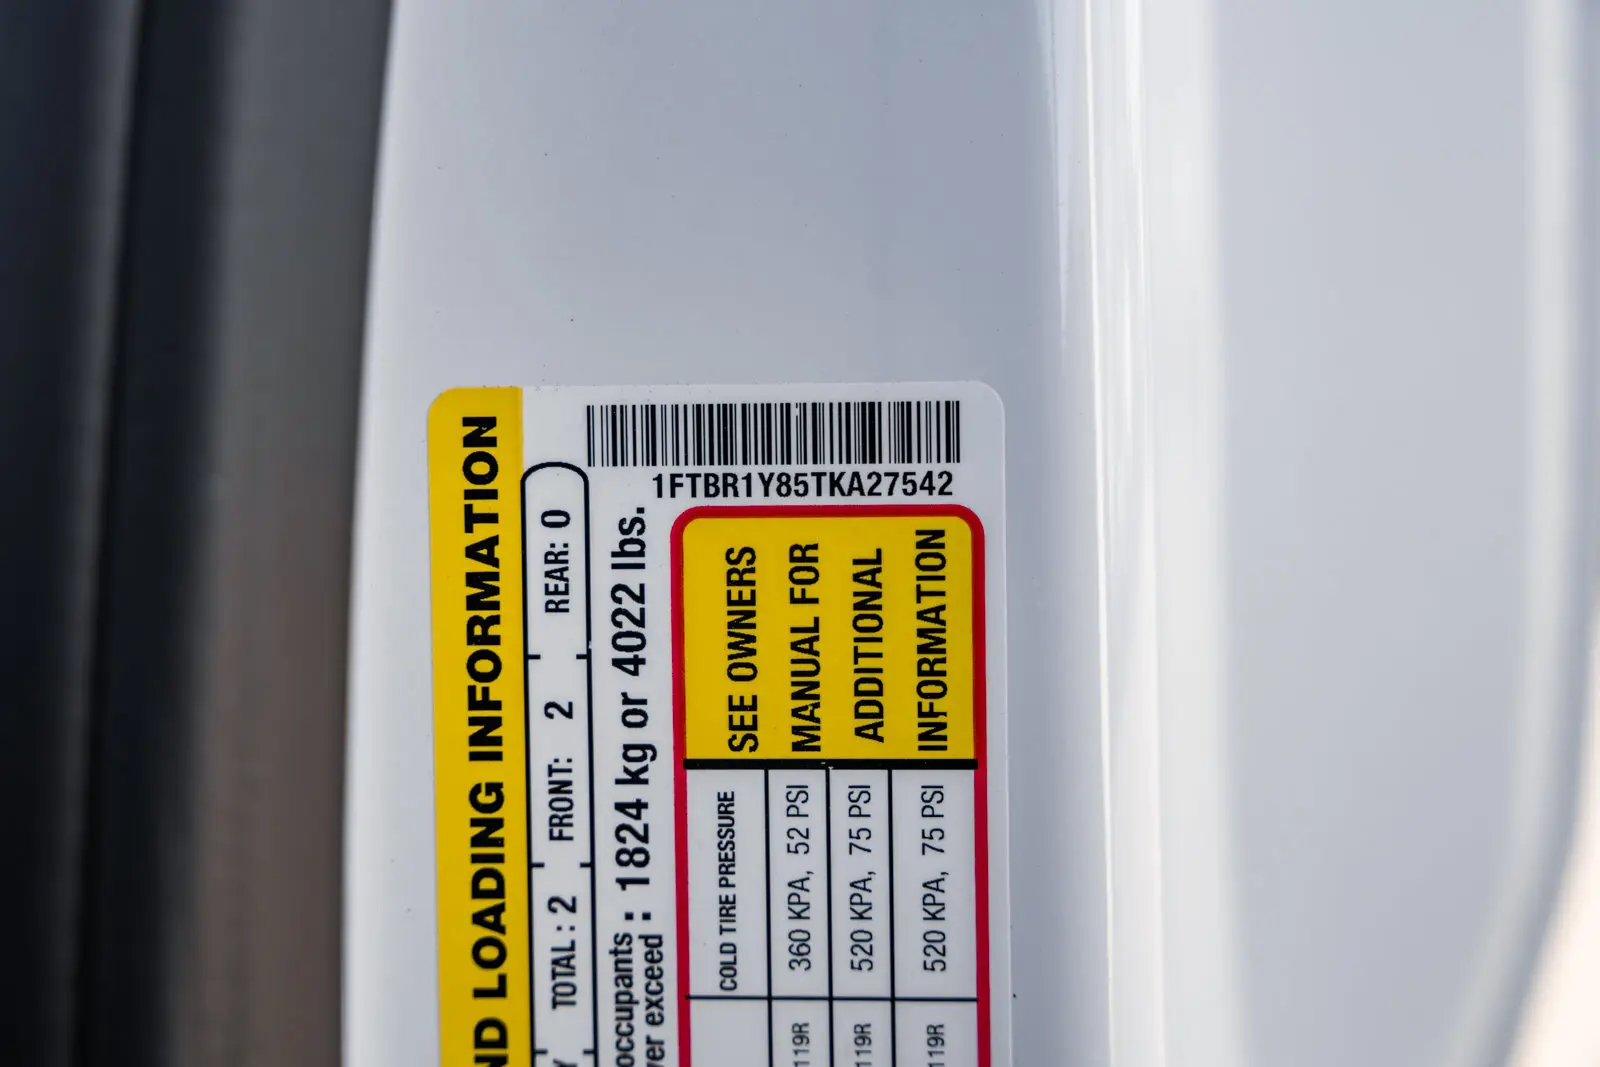 1FTBR1Y85TKA27542
ND LOADING INFORMATION
TOTAL : 2 FRONT: 2 REAR: 0
occupants
ver exceed : 1824 kg or 4022 lbs.
COLD TIRE PRESSURE
119R 360 KPA, 52 PSI
119R 520 KPA, 75 PSI
119R 520 KPA, 75 PSI
SEE OWNERS
MANUAL FOR
ADDITIONAL
INFORMATION